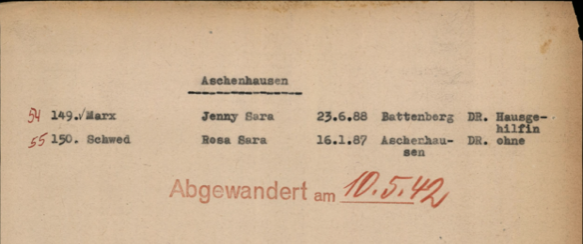 Aschenhausen
54 149.√Marx Jenny Sara 23.6.88 Battenberg DR. Hausge-
hilfin
55 150. Schwed Rosa Sara 16.1.87 Aschenhau- DR. ohne
sen
Abgewandert am 10.5.42